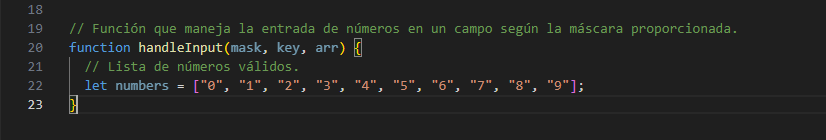 18
19 // Función que maneja la entrada de números en un campo según la máscara proporcionada.
20 function handleInput(mask, key, arr) {
21 // Lista de números válidos.
22 let numbers = ["0", "1", "2", "3", "4", "5", "6", "7", "8", "9"];
23 }